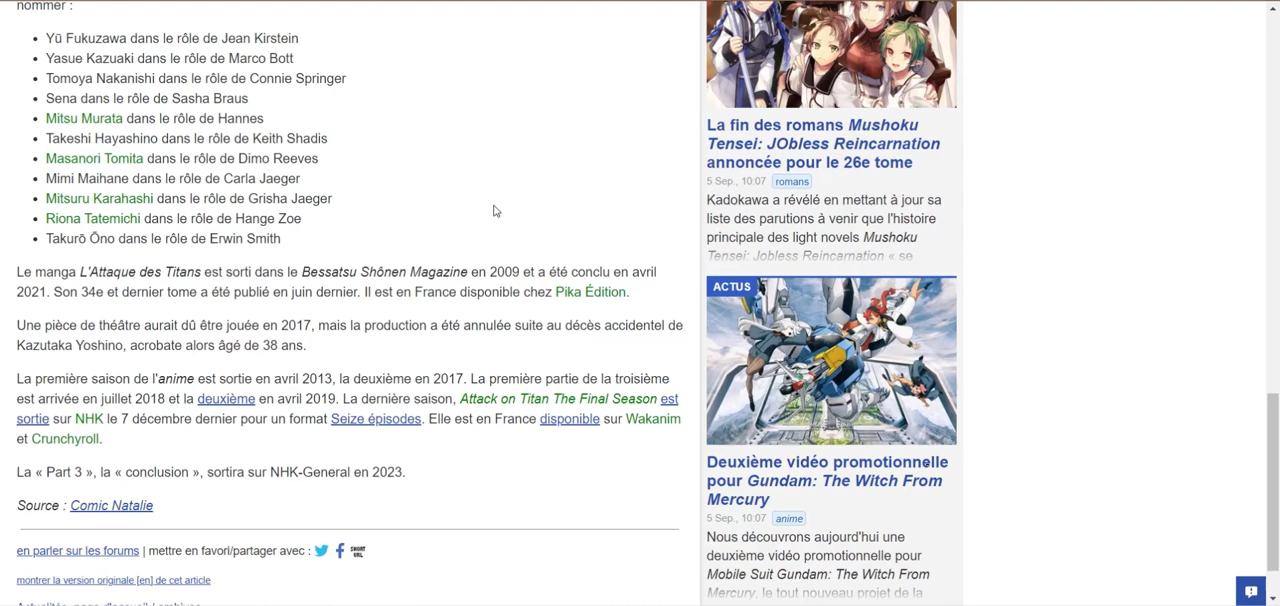 nommer :
Yū Fukuzawa dans le rôle de Jean Kirstein
Yasue Kazuaki dans le rôle de Marco Bott
Tomoya Nakanishi dans le rôle de Connie Springer
Sena dans le rôle de Sasha Braus
Mitsu Murata dans le rôle de Hannes
Takeshi Hayashino dans le rôle de Keith Shadis
Masanori Tomita dans le rôle de Dimo Reeves
Mimi Maihane dans le rôle de Carla Jaeger
Mitsuru Karahashi dans le rôle de Grisha Jaeger
Riona Tatemichi dans le rôle de Hange Zoe
Takurō Ōno dans le rôle de Erwin Smith
Le manga L'Attaque des Titans est sorti dans le Bessatsu Shônen Magazine en 2009 et a été conclu en avril
2021. Son 34e et dernier tome a été publié en juin dernier. Il est en France disponible chez Pika Édition.
Une pièce de théâtre aurait dû être jouée en 2017, mais la production a été annulée suite au décès accidentel de
Kazutaka Yoshino, acrobate alors âgé de 38 ans.
La première saison de l'anime est sortie en avril 2013, la deuxième en 2017. La première partie de la troisième
est arrivée en juillet 2018 et la deuxième en avril 2019. La dernière saison, Attack on Titan The Final Season est
sortie sur NHK le 7 décembre dernier pour un format Seize épisodes. Elle est en France disponible sur Wakanim
et Crunchyroll.
La « Part 3 », la « conclusion », sortira sur NHK-General en 2023.
Source : Comic Natalie
en parler sur les forums | mettre en favori/partager avec : SHORT
URL
montrer la version originale [en] de cet article
Actualités, page d'accueil / archives
La fin des romans Mushoku
Tensei: JObless Reincarnation
annoncée pour le 26e tome
5 Sep., 10:07 romans
Kadokawa a révélé en mettant à jour sa
liste des parutions à venir que l'histoire
principale des light novels Mushoku
Tensei: Jobless Reincarnation « se
ACTUS
Deuxième vidéo promotionnelle
pour Gundam: The Witch From
Mercury
5 Sep., 10:07 anime
Nous découvrons aujourd'hui une
deuxième vidéo promotionnelle pour
Mobile Suit Gundam: The Witch From
Mercury, le tout nouveau projet de la